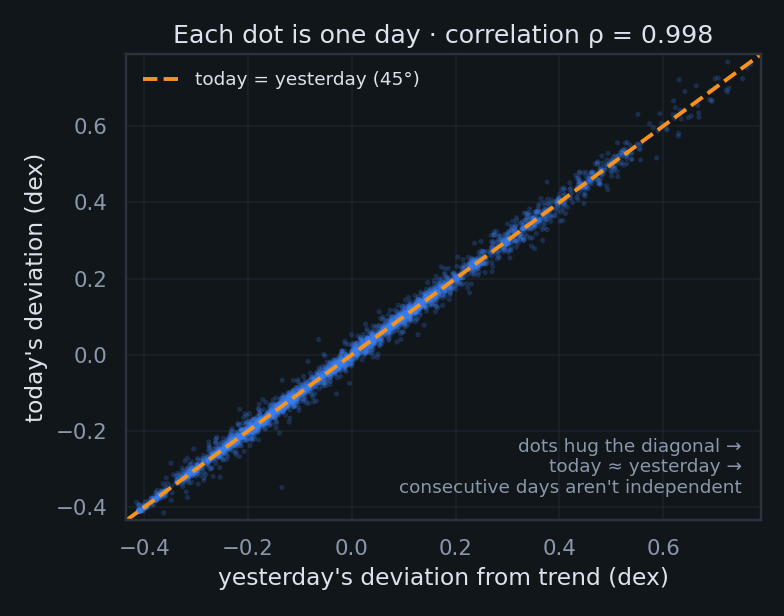 Each dot is one day · correlation ρ = 0.998
today = yesterday (45°)
today's deviation (dex)
0.6
0.4
0.2
0.0
−0.2
−0.4
dots hug the diagonal →
today ≈ yesterday →
consecutive days aren't independent
−0.4 −0.2 0.0 0.2 0.4 0.6
yesterday's deviation from trend (dex)